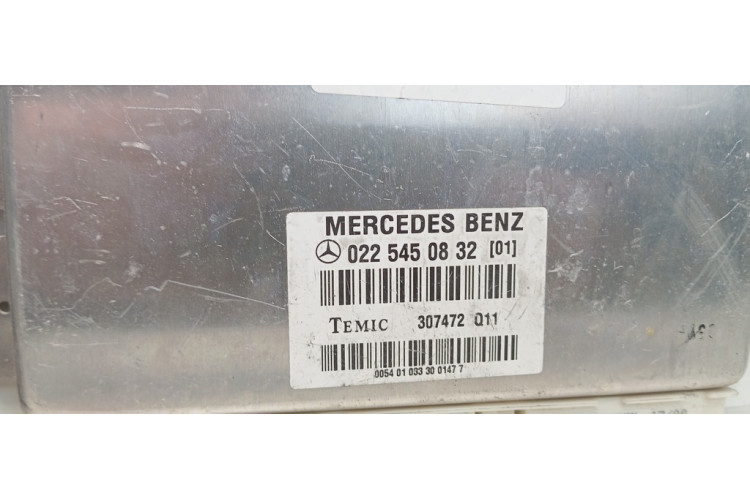 MERCEDES BENZ
022 545 08 32 [01]
TEMIC 307472 Q11
0054 01 033 30 0147 7